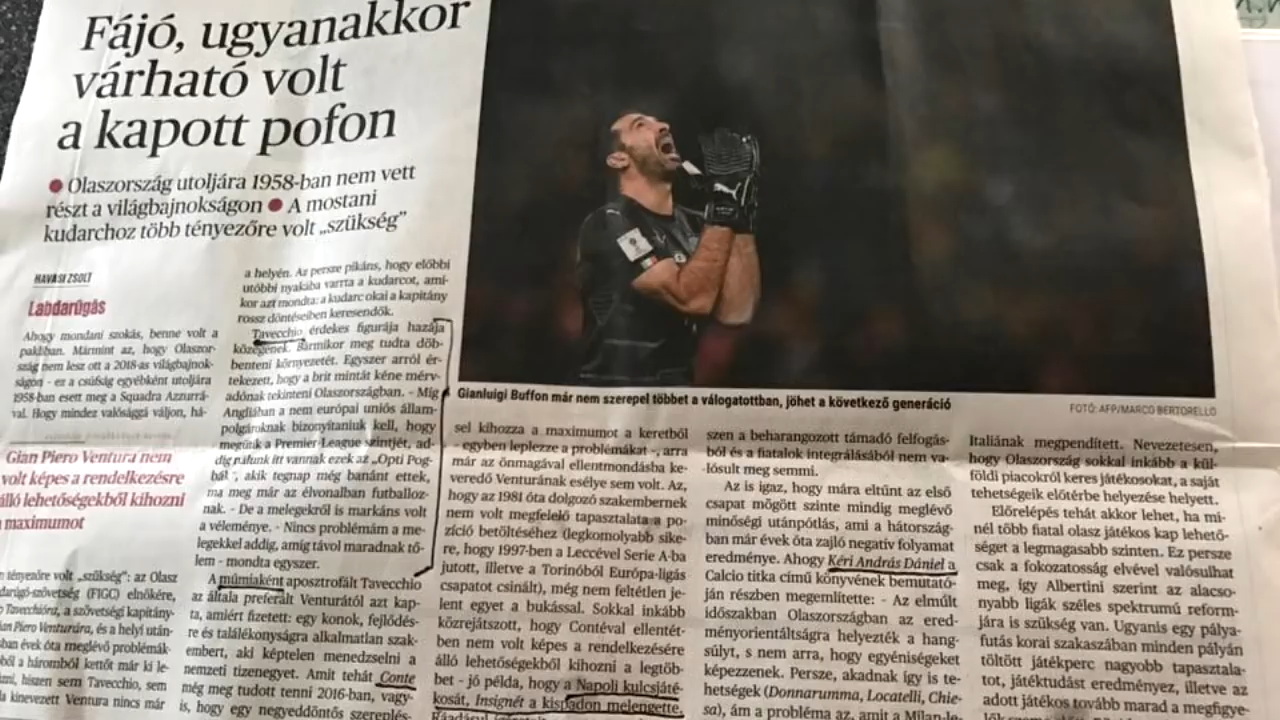 Fájó, ugyanakkor
várható volt
a kapott pofon
● Olaszország utoljára 1958-ban nem vett
részt a világbajnokságon ● A mostani
kudarchoz több tényezőre volt „szükség”
HAVASI ZSOLT
Labdarúgás
Ahogy mondani szokás, benne volt a
pakliban. Mármint az, hogy Olaszor-
szág nem lesz ott a 2018-as világbajnok-
ságon - ez a csúfság egyébként utoljára
1958-ban esett meg a Squadra Azzurrá-
val. Hogy mindez valósággá váljon, há-
Gian Piero Ventura nem
volt képes a rendelkezésre
álló lehetőségekből kihozni
a maximumot
tényezőre volt „szükség”: az Olasz
darúgó-szövetség (FIGC) elnökére,
Tavecchióra, a szövetségi kapitány-
Gian Piero Venturára, és a helyi után-
ban évek óta meglévő problémák-
ből a háromból kettőt már ki le-
hiszen sem Tavecchio, sem
a kinevezett Ventura nincs már
a helyén. Az persze pikáns, hogy előbbi
utóbbi nyakába varrta a kudarcot, ami-
kor azt mondta: a kudarc okai a kapitány
rossz döntéseiben keresendők.
Tavecchio érdekes figurája hazája
közegének. Bármikor meg tudta döb-
benteni környezetét. Egyszer arról ér-
tekezett, hogy a brit mintát kéne mérv-
adónak tekinteni Olaszországban. - Míg
Angliában a nem európai uniós állam-
polgároknak bizonyítaniuk kell, hogy
megütik a Premier League szintjét, ad-
dig nálunk itt vannak ezek az „Opti Pog-
bák”, akik tegnap még banánt ettek,
ma meg már az élvonalban futballoz-
nak. - De a melegekről is markáns volt
a véleménye. - Nincs problémám a me-
legekkel addig, amíg távol maradnak tő-
lem - mondta egyszer.
A múmiaként aposztrofált Tavecchio
az általa preferált Venturától azt kap-
ta, amiért fizetett: egy konok, fejlődés-
re és találékonyságra alkalmatlan szak-
embert, aki képtelen menedzselni a
nemzeti tizenegyet. Amit tehát Conte
még meg tudott tenni 2016-ban, vagy-
is, hogy egy negyeddöntős szereplés-
Gianluigi Buffon már nem szerepel többet a válogatottban, jöhet a következő generáció
FOTÓ: AFP/MARCO BERTORELLO
sel kihozza a maximumot a keretből
- egyben leplezze a problémákat -, arra
már az önmagával ellentmondásba ke-
veredő Venturának esélye sem volt. Az,
hogy az 1981 óta dolgozó szakembernek
nem volt megfelelő tapasztalata a po-
zíció betöltéséhez (legkomolyabb sike-
re, hogy 1997-ben a Leccével Serie A-ba
jutott, illetve a Torinóból Európa-ligás
csapatot csinált), még nem feltétlen je-
lent egyet a bukással. Sokkal inkább
közrejátszott, hogy Contéval ellentét-
ben nem volt képes a rendelkezésére
álló lehetőségekből kihozni a legtöb-
bet - jó példa, hogy a Napoli kulcsjáté-
kosát, Insignét a kispadon melengette.
szen a beharangozott támadó felfogás-
ból és a fiatalok integrálásából nem va-
lósult meg semmi.
Az is igaz, hogy mára eltűnt az első
csapat mögött szinte mindig meglévő
minőségi utánpótlás, ami a hátország-
ban már évek óta zajló negatív folyamat
eredménye. Ahogy Kéri András Dániel a
Calcio titka című könyvének bemutató-
ján részben megemlítette: - Az elmúlt
időszakban Olaszországban az ered-
ményorientáltságra helyezték a hang-
súlyt, s nem arra, hogy egyéniségeket
képezzenek. Persze, akadnak így is te-
hetségek (Donnarumma, Locatelli, Chie-
sa), ám a probléma az, amit a Milan-le-
Itáliának megpendített. Nevezetesen,
hogy Olaszország sokkal inkább a kül-
földi piacokról keres játékosokat, a saját
tehetségeik előtérbe helyezése helyett.
Előrelépés tehát akkor lehet, ha mi-
nél több fiatal olasz játékos kap lehető-
séget a legmagasabb szinten. Ez persze
csak a fokozatosság elvével valósulhat
meg, így Albertini szerint az alacso-
nyabb ligák széles spektrumú reform-
jára is szükség van. Ugyanis egy pálya-
futás korai szakaszában minden pályán
töltött játékperc nagyobb tapasztala-
tot, játéktudást eredményez, illetve az
adott játékos tovább marad a megfigye-